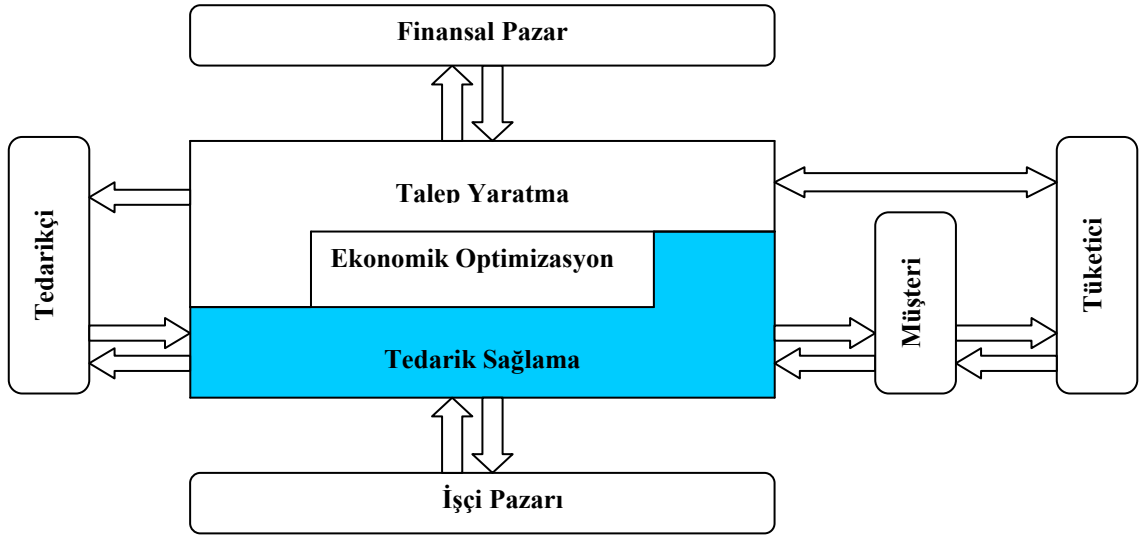 Finansal Pazar
Tedarikçi
Talep Yaratma
Ekonomik Optimizasyon
Tedarik Sağlama
Müşteri
Tüketici
İşçi Pazarı